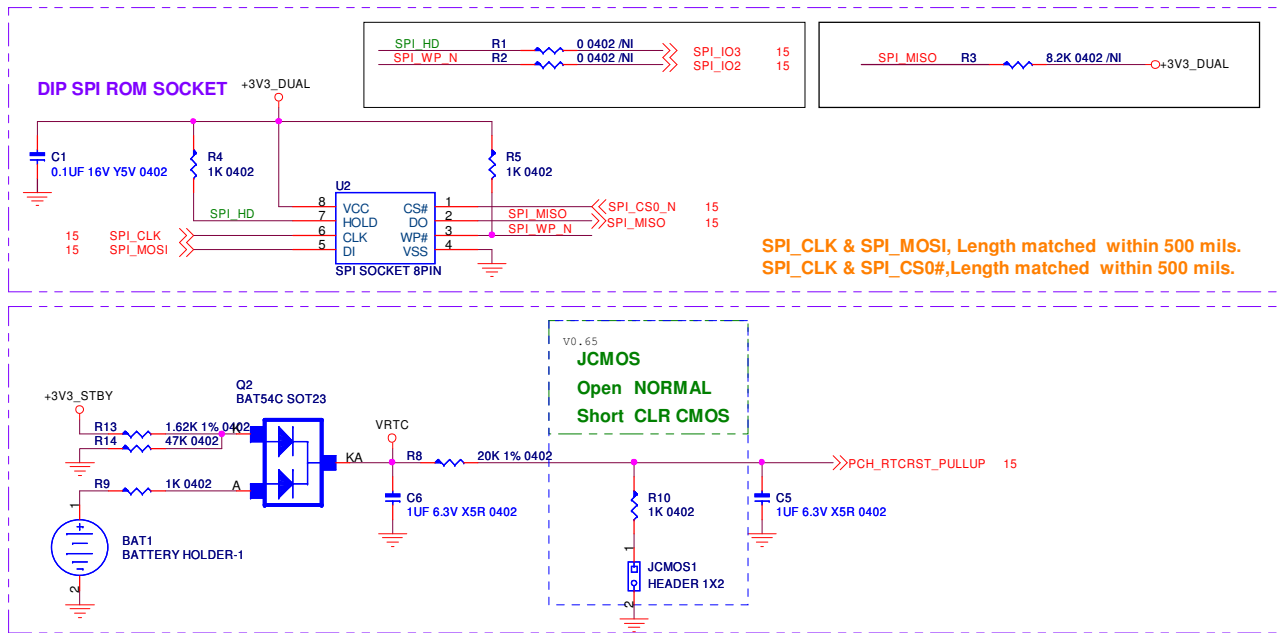 SPI_HD R1 0 0402 /NI SPI_IO3 15
SPI_WP_N R2 0 0402 /NI SPI_IO2 15
SPI_MISO R3 8.2K 0402 /NI +3V3_DUAL
DIP SPI ROM SOCKET
+3V3_DUAL
C1
0.1UF 16V Y5V 0402
R4
1K 0402
R5
1K 0402
U2
8 VCC CS# 1 SPI_CS0_N 15
SPI_HD 7 HOLD DO 2 SPI_MISO SPI_MISO 15
15 SPI_CLK 6 CLK WP# 3 SPI_WP_N
15 SPI_MOSI 5 DI VSS 4
SPI SOCKET 8PIN
SPI_CLK & SPI_MOSI, Length matched within 500 mils.
SPI_CLK & SPI_CS0#,Length matched within 500 mils.
V0.65
JCMOS
Open NORMAL
Short CLR CMOS
Q2
BAT54C SOT23
+3V3_STBY
R13 1.62K 1% 0402 K
R14 47K 0402
R9 1K 0402 A
KA
VRTC
R8 20K 1% 0402
PCH_RTCRST_PULLUP 15
C6
1UF 6.3V X5R 0402
R10
1K 0402
C5
1UF 6.3V X5R 0402
1
BAT1
BATTERY HOLDER-1
2
1
JCMOS1
HEADER 1X2
2